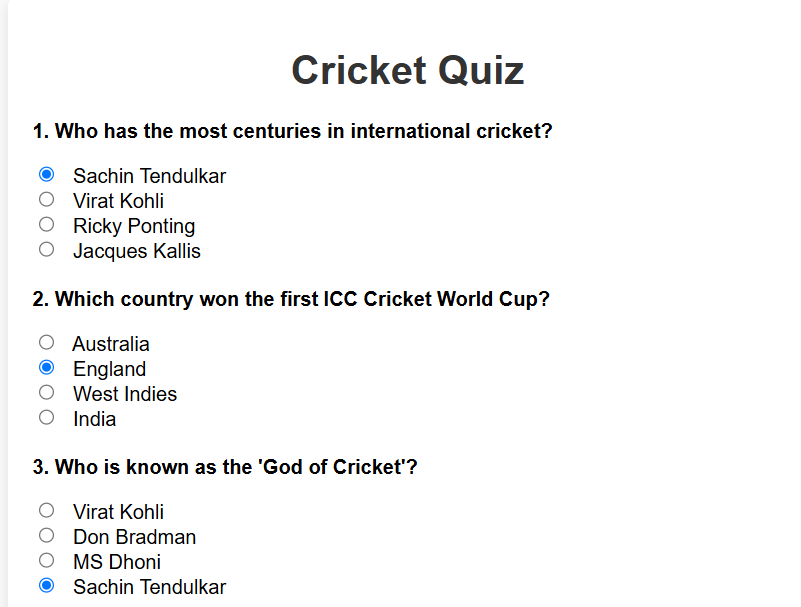 Cricket Quiz
1. Who has the most centuries in international cricket?
Sachin Tendulkar
Virat Kohli
Ricky Ponting
Jacques Kallis
2. Which country won the first ICC Cricket World Cup?
Australia
England
West Indies
India
3. Who is known as the 'God of Cricket'?
Virat Kohli
Don Bradman
MS Dhoni
Sachin Tendulkar